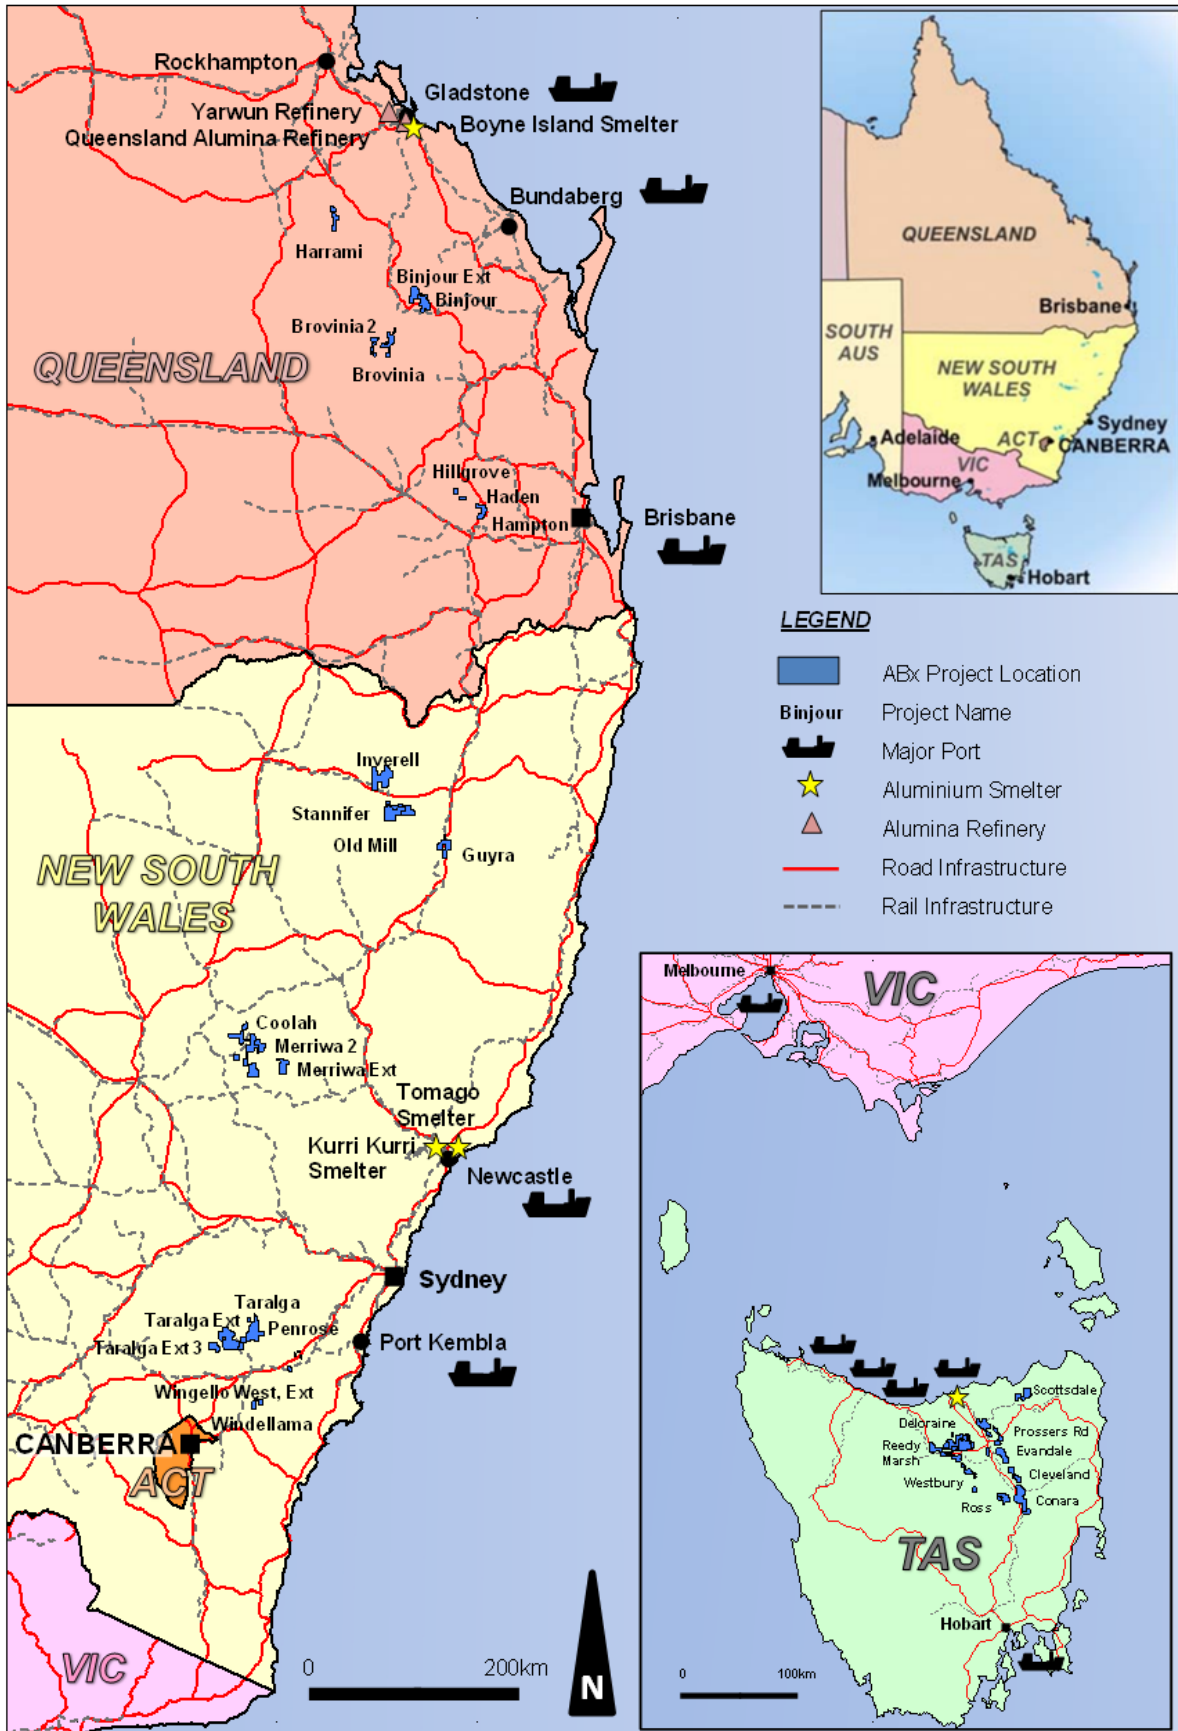 Rockhampton
Gladstone
Yarwun Refinery
Boyne Island Smelter
Queensland Alumina Refinery
Bundaberg
Harrami
Binjour Ext
Binjour
Brovinia 2
QUEENSLAND
Brovinia
Hillgrove
Haden
Hampton
Brisbane
Inverell
Stannifer
Old Mill
Guyra
NEW SOUTH
WALES
Coolah
Merriwa 2
Merriwa Ext
Tomago
Smelter
Kurri Kurri
Smelter
Newcastle
Sydney
Taralga
Taralga Ext
Penrose
Taralga Ext 3
Port Kembla
Wingello West, Ext
Windellama
CANBERRA
ACT
VIC
0
200km
N
QUEENSLAND
Brisbane
SOUTH
AUS
NEW SOUTH
WALES
Sydney
ACT
CANBERRA
Adelaide
VIC
Melbourne
TAS
Hobart
LEGEND
ABx Project Location
Binjour
Project Name
Major Port
Aluminium Smelter
Alumina Refinery
Road Infrastructure
Rail Infrastructure
Melbourne
VIC
Scottsdale
Deloraine
Prossers Rd
Reedy
Marsh
Evandale
Westbury
Cleveland
Ross
Conara
TAS
Hobart
0
100km